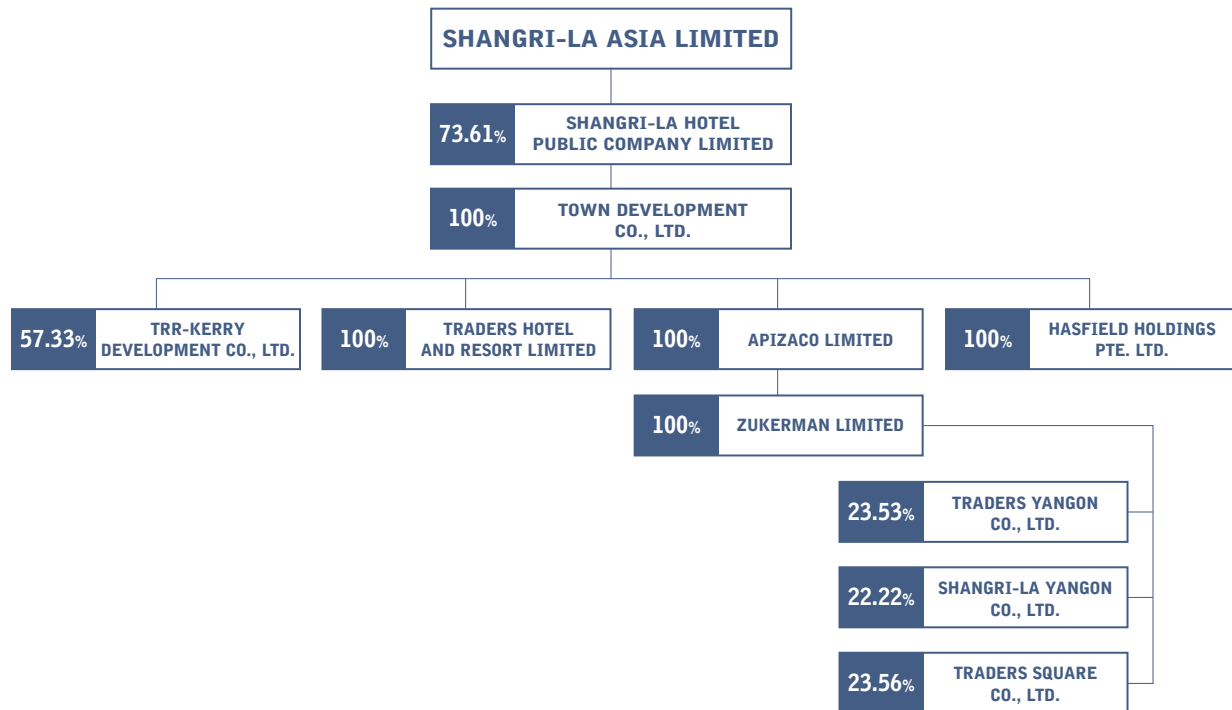 SHANGRI-LA ASIA LIMITED
73.61%
SHANGRI-LA HOTEL
PUBLIC COMPANY LIMITED
100%
TOWN DEVELOPMENT
CO., LTD.
57.33%
TRR-KERRY
DEVELOPMENT CO., LTD.
100%
TRADERS HOTEL
AND RESORT LIMITED
100%
APIZACO LIMITED
100%
HASFIELD HOLDINGS
PTE. LTD.
100%
ZUKERMAN LIMITED
23.53%
TRADERS YANGON
CO., LTD.
22.22%
SHANGRI-LA YANGON
CO., LTD.
23.56%
TRADERS SQUARE
CO., LTD.